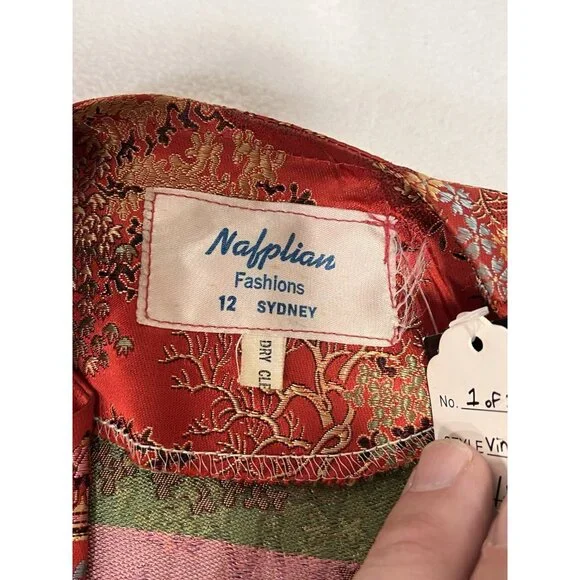 Nafplian
Fashions
12 SYDNEY
DRY CLE
No. 1 of
STYLE Vin